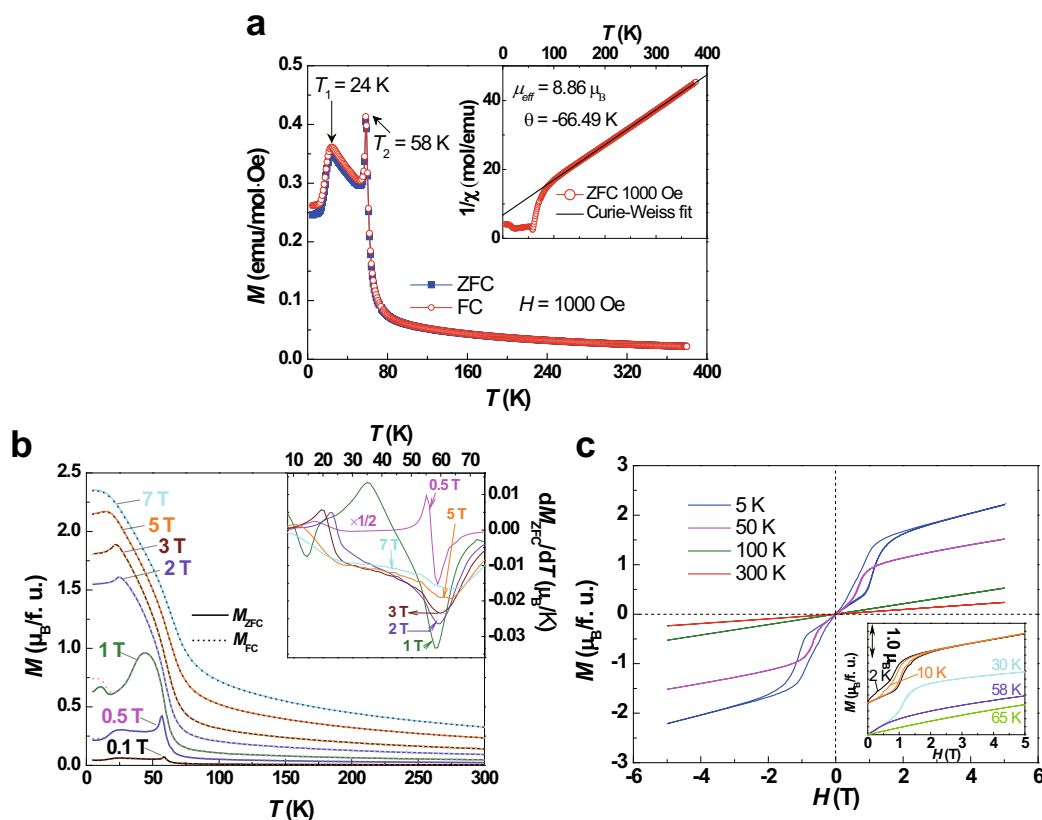 a
T (K)
0 100 200 300 400
T₁ = 24 K
T₂ = 58 K
μeff = 8.86 μB
θ = -66.49 K
1/χ (mol/emu)
40
20
0
ZFC 1000 Oe
Curie-Weiss fit
M (emu/mol·Oe)
0.5
0.4
0.3
0.2
0.1
0.0
ZFC
FC
H = 1000 Oe
0 80 160 240 320 400
T (K)
b
T (K)
10 20 30 40 50 60 70
M (μB/f. u.)
2.5
2.0
1.5
1.0
0.5
0.0
7 T
5 T
3 T
2 T
1 T
0.5 T
0.1 T
MZFC
MFC
×1/2
0.5 T
5 T
7 T
3 T
2 T
1 T
0.01
0.00
-0.01
-0.02
-0.03
dMZFC/dT (μB/K)
0 50 100 150 200 250 300
T (K)
c
M (μB/f. u.)
3
2
1
0
-1
-2
-3
5 K
50 K
100 K
300 K
M (μB/f. u.)
1.0 μB
2 K
10 K
30 K
58 K
65 K
0 1 2 3 4 5
H (T)
-6 -4 -2 0 2 4 6
H (T)